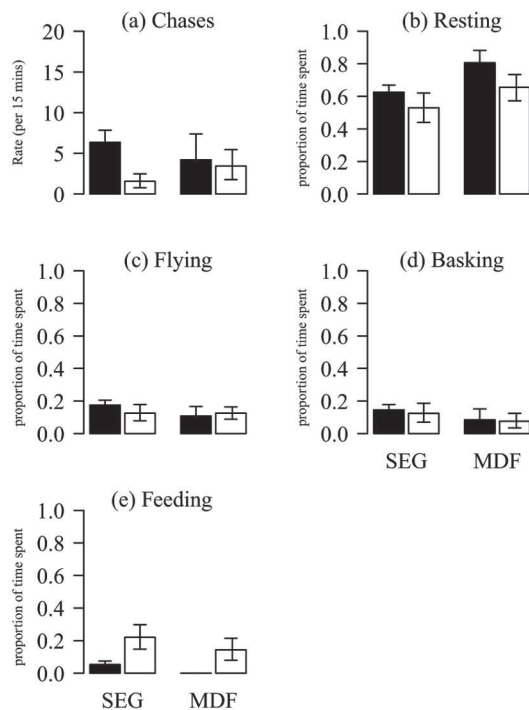 (a) Chases
Rate (per 15 mins)
20
15
10
5
0
(b) Resting
proportion of time spent
1.0
0.8
0.6
0.4
0.2
0.0
(c) Flying
proportion of time spent
1.0
0.8
0.6
0.4
0.2
0.0
(d) Basking
proportion of time spent
1.0
0.8
0.6
0.4
0.2
0.0
SEG MDF
(e) Feeding
proportion of time spent
1.0
0.8
0.6
0.4
0.2
0.0
SEG MDF